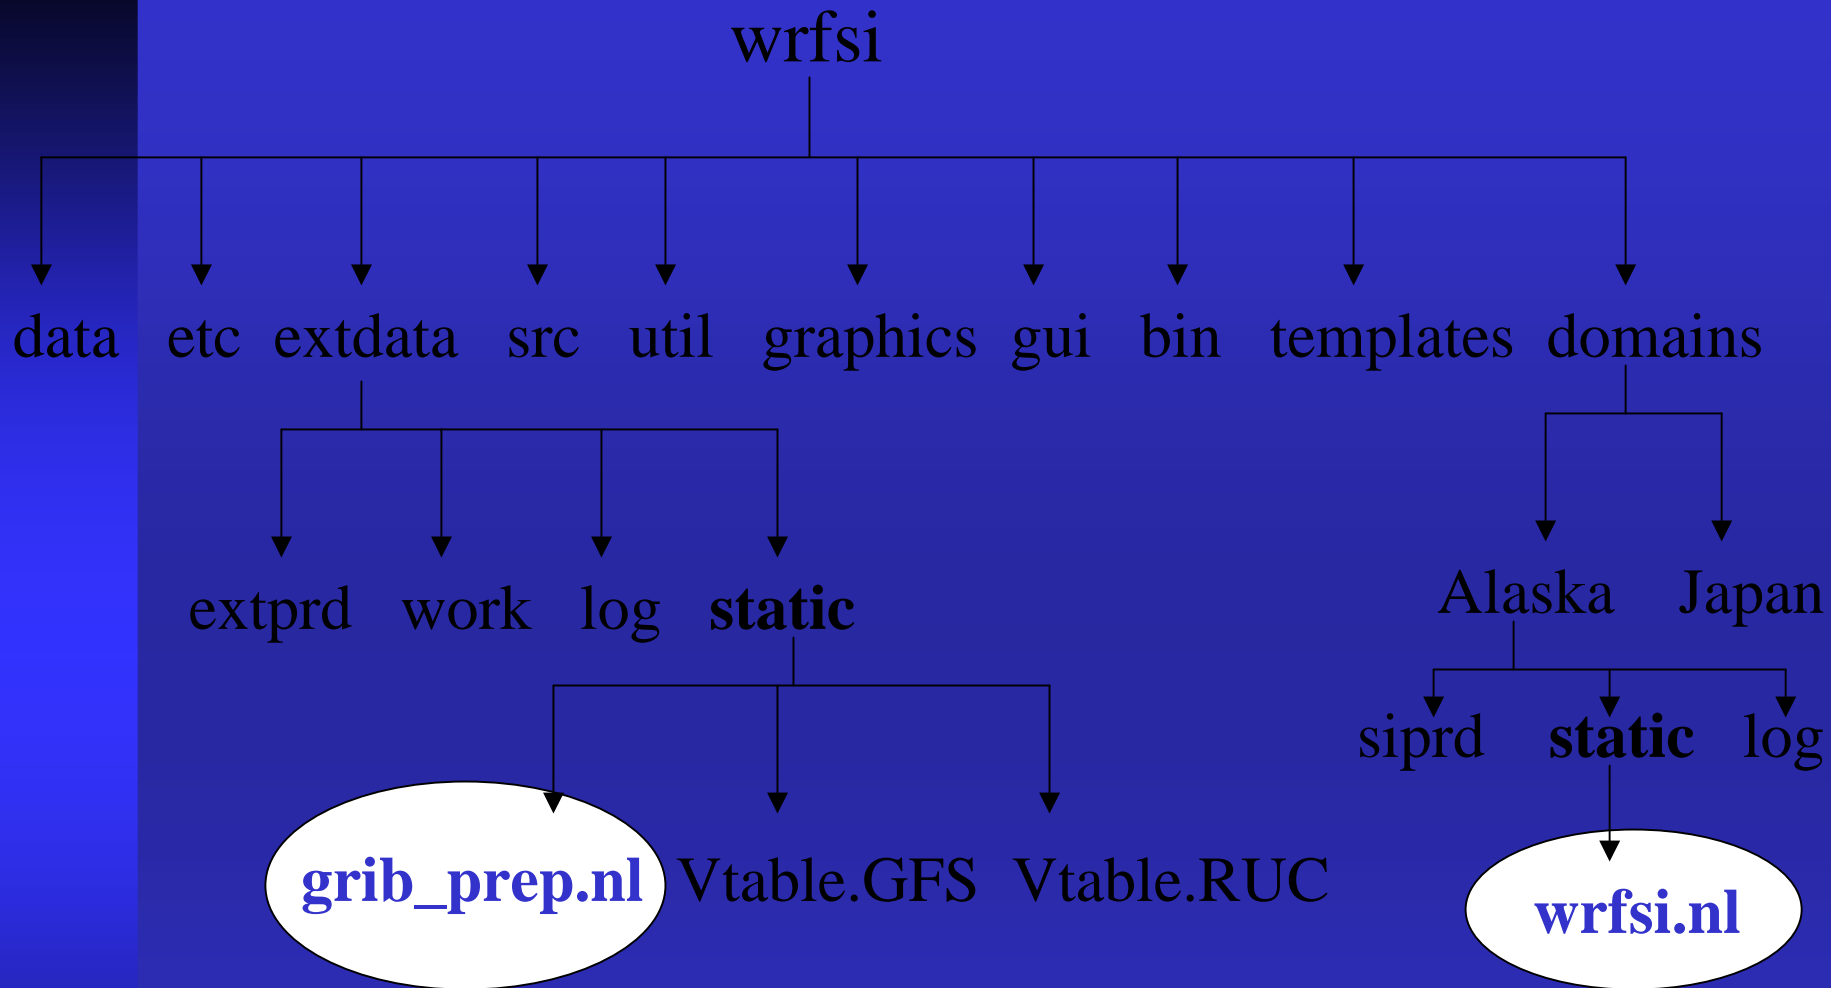 wrfsi
data etc extdata src util graphics gui bin templates domains
extprd work log static Alaska Japan
siprd static log
grib_prep.nl Vtable.GFS Vtable.RUC wrfsi.nl